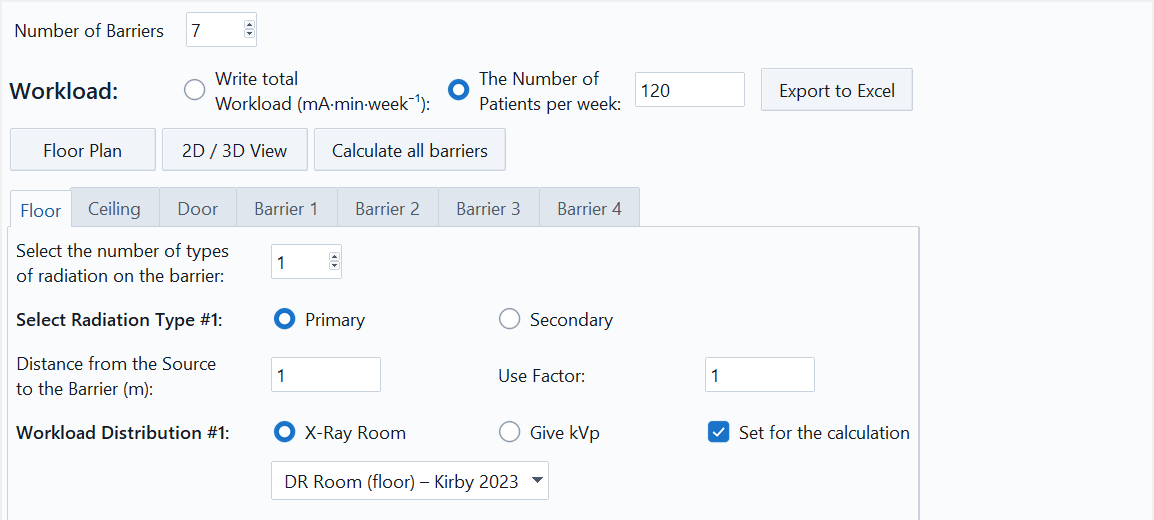 Number of Barriers 7
Workload: Write total Workload (mA·min·week⁻¹): The Number of Patients per week: 120 Export to Excel
Floor Plan 2D / 3D View Calculate all barriers
Floor Ceiling Door Barrier 1 Barrier 2 Barrier 3 Barrier 4
Select the number of types
of radiation on the barrier: 1
Select Radiation Type #1: Primary Secondary
Distance from the Source
to the Barrier (m): 1 Use Factor: 1
Workload Distribution #1: X-Ray Room Give kVp Set for the calculation
DR Room (floor) – Kirby 2023